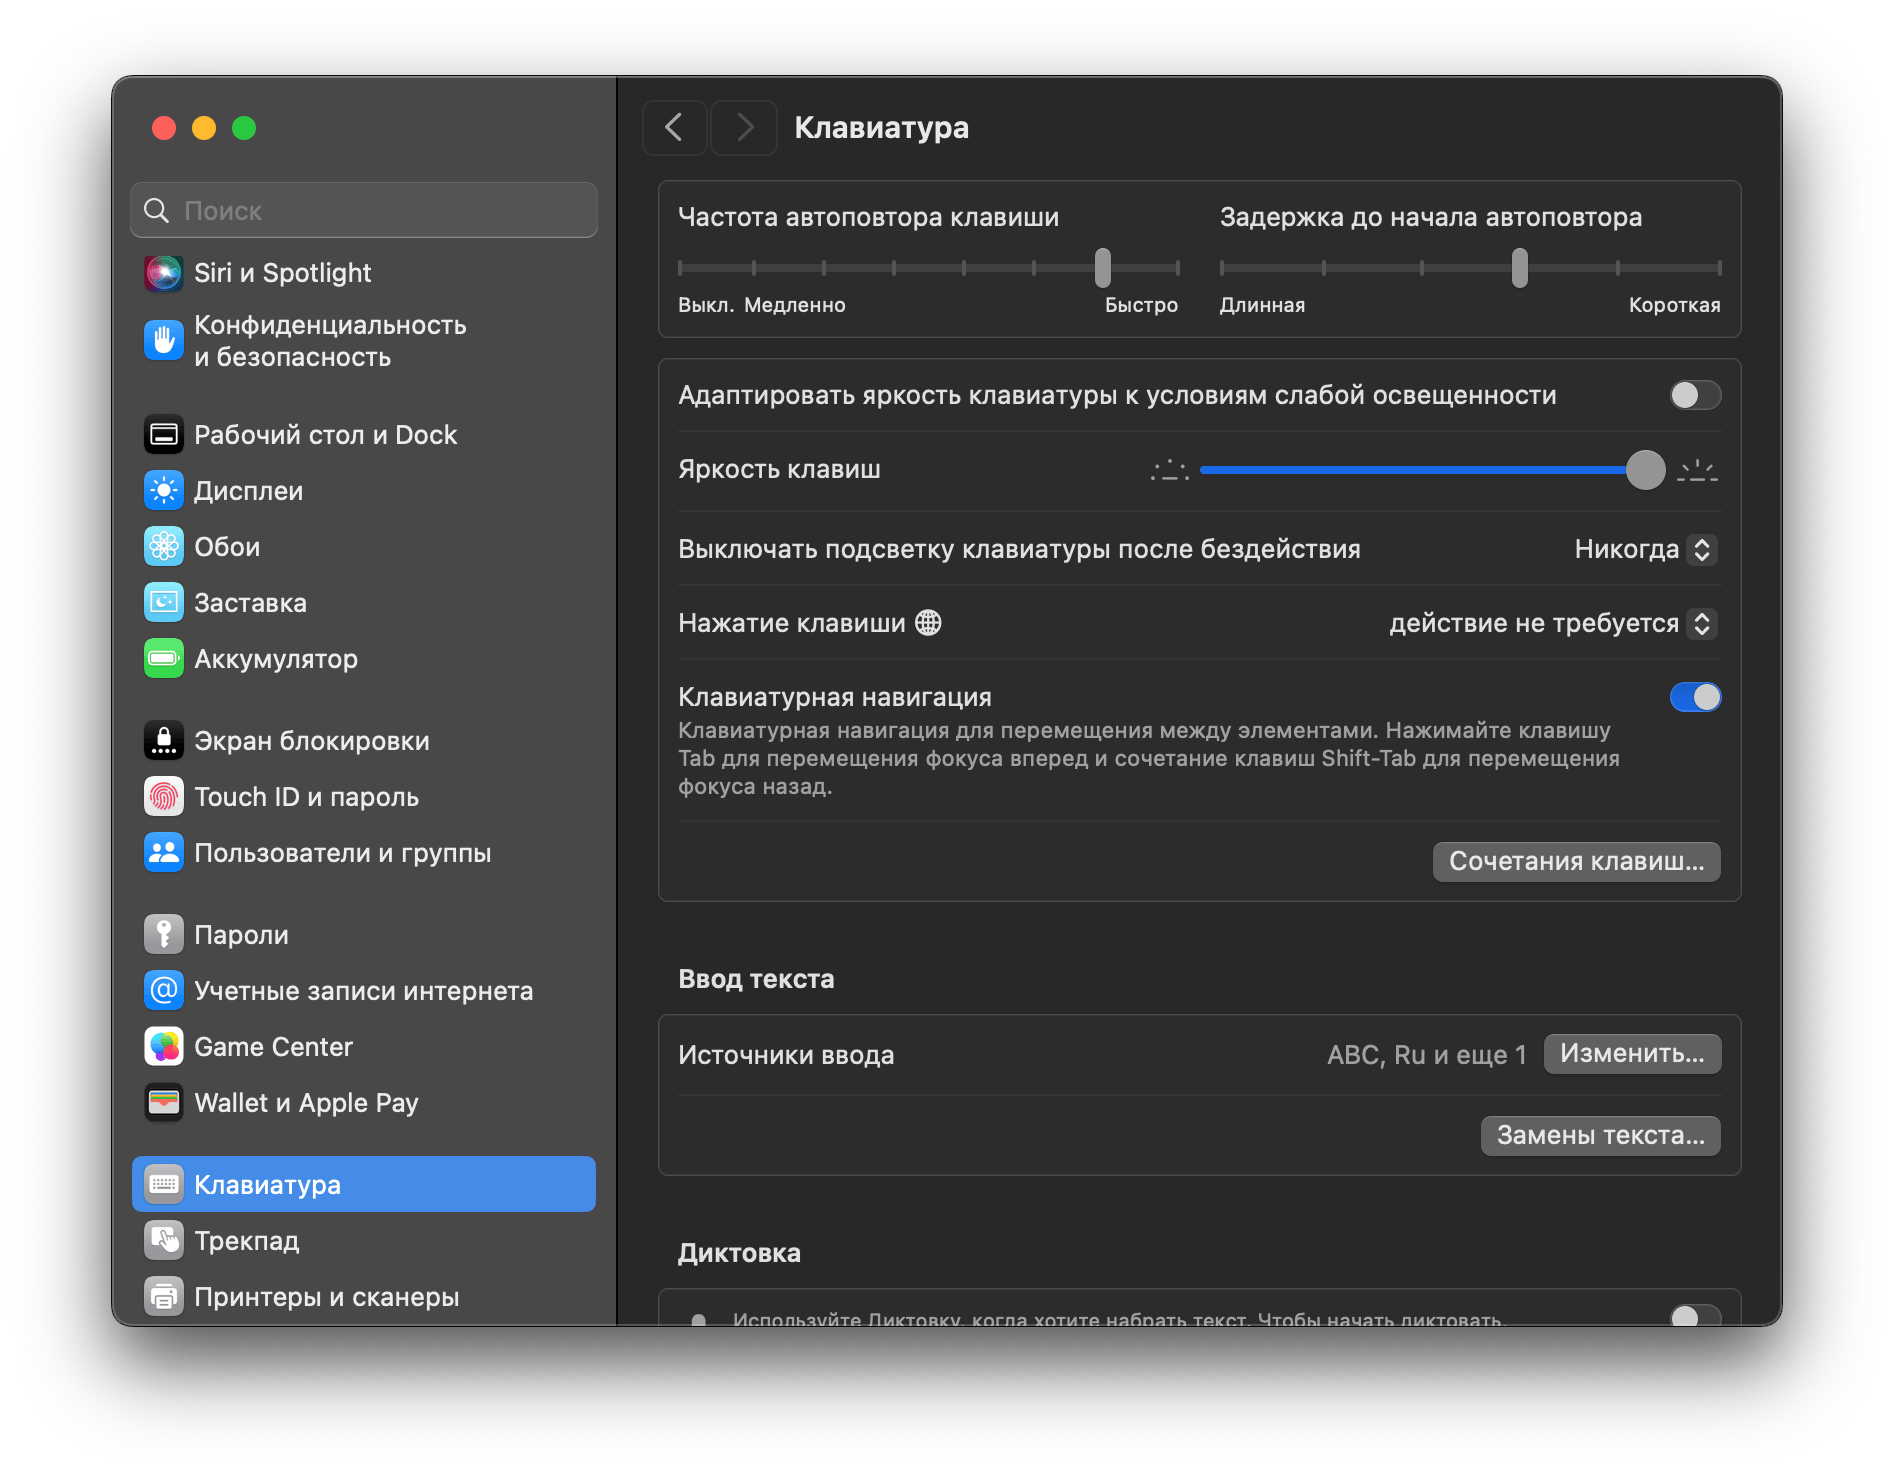 Поиск
Siri и Spotlight
Конфиденциальность
и безопасность
Рабочий стол и Dock
Дисплеи
Обои
Заставка
Аккумулятор
Экран блокировки
Touch ID и пароль
Пользователи и группы
Пароли
Учетные записи интернета
Game Center
Wallet и Apple Pay
Клавиатура
Трекпад
Принтеры и сканеры
Клавиатура
Частота автоповтора клавиши
Выкл. Медленно Быстро
Задержка до начала автоповтора
Длинная Короткая
Адаптировать яркость клавиатуры к условиям слабой освещенности
Яркость клавиш
Выключать подсветку клавиатуры после бездействия Никогда
Нажатие клавиши действие не требуется
Клавиатурная навигация
Клавиатурная навигация для перемещения между элементами. Нажимайте клавишу
Tab для перемещения фокуса вперед и сочетание клавиш Shift-Tab для перемещения
фокуса назад.
Сочетания клавиш...
Ввод текста
Источники ввода ABC, Ru и еще 1 Изменить...
Замены текста...
Диктовка
Используйте Диктовку, когда хотите набрать текст. Чтобы начать диктовать,